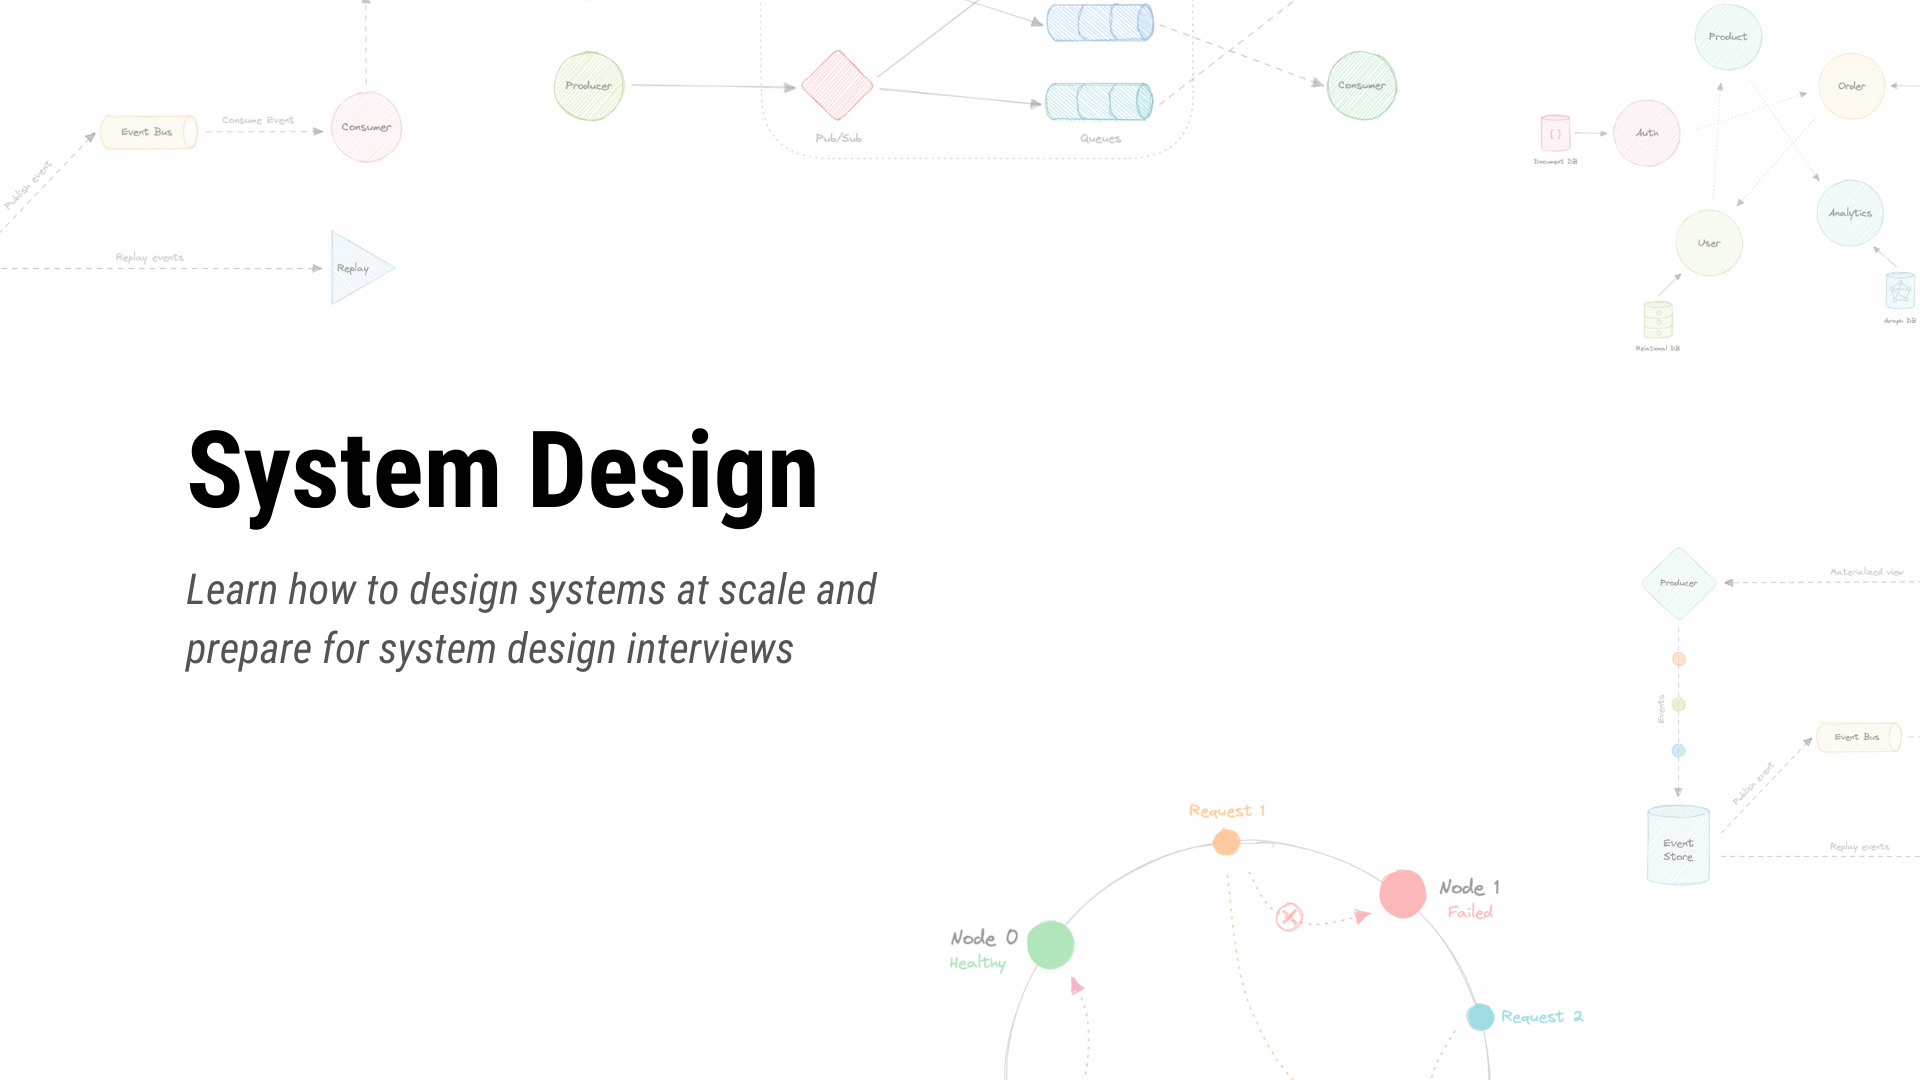 Event Bus
Consume Event
Consumer
Publish event
Replay events
Replay
Producer
Pub/Sub
Queues
Consumer
Product
Order
Document DB
Auth
User
Analytics
Relational DB
Graph DB
System Design
Learn how to design systems at scale and
prepare for system design interviews
Producer
Materialized view
Events
Event Bus
Publish event
Event
Store
Replay events
Request 1
Node 1
Failed
Node 0
Healthy
Request 2